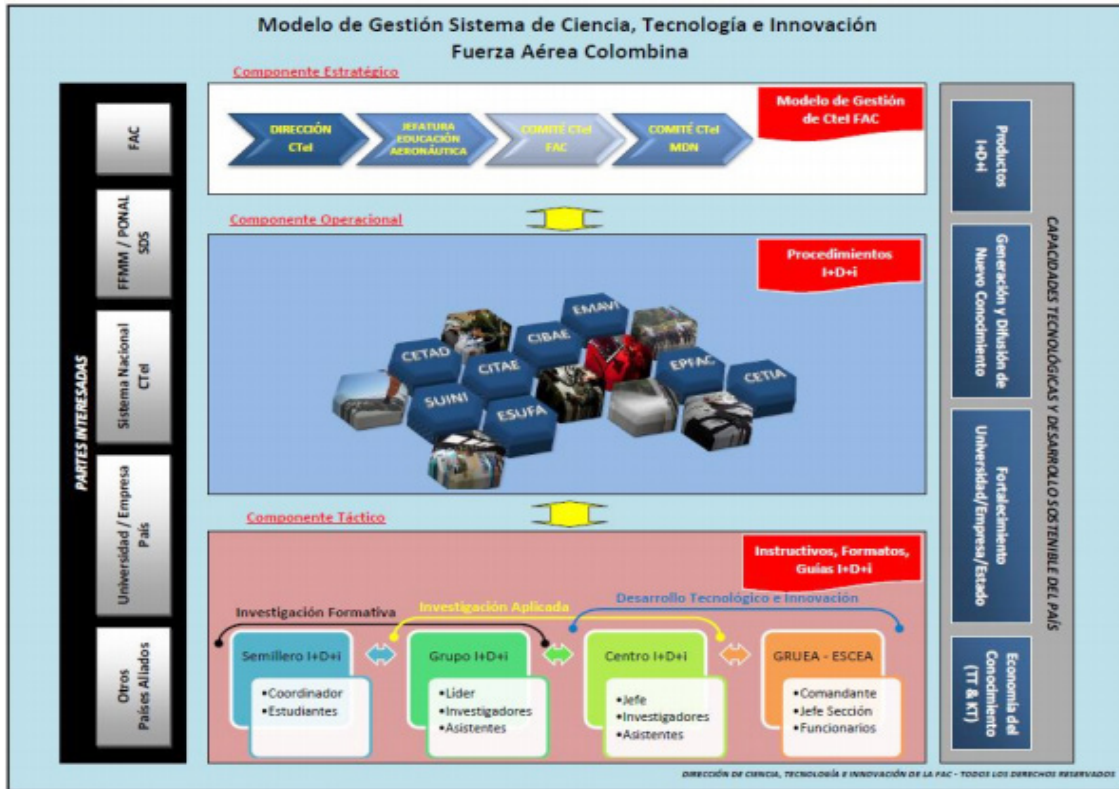 Modelo de Gestión Sistema de Ciencia, Tecnología e Innovación
Fuerza Aérea Colombina
PARTES INTERESADAS
FAC
FFMM / PONAL
SDS
Sistema Nacional
CTeI
Universidad / Empresa
País
Otros
Países Aliados
Componente Estratégico
Modelo de Gestión
de CteI FAC
DIRECCIÓN
CTeI
JEFATURA
EDUCACIÓN
AERONÁUTICA
COMITÉ CTeI
FAC
COMITÉ CTeI
MDN
Componente Operacional
Procedimientos
I+D+i
EMAVI
CIBAE
CETAD
CITAE
EPFAC
CETIA
SUINI
ESUFA
Componente Táctico
Instructivos, Formatos,
Guías I+D+i
Investigación Formativa
Investigación Aplicada
Desarrollo Tecnológico e Innovación
Semillero I+D+i
•Coordinador
•Estudiantes
Grupo I+D+i
•Líder
•Investigadores
•Asistentes
Centro I+D+i
•Jefe
•Investigadores
•Asistentes
GRUEA - ESCEA
•Comandante
•Jefe Sección
•Funcionarios
Productos
I+D+i
Generación y Difusión de
Nuevo Conodimiento
Fortalecimiento
Universidad/Empresa/Estado
Economía del
Conocimiento
(TT & KT)
CAPACIDADES TECNOLÓGICAS Y DESARROLLO SOSTENIBLE DEL PAÍS
DIRECCIÓN DE CIENCIA, TECNOLOGÍA E INNOVACIÓN DE LA FAC - TODOS LOS DERECHOS RESERVADOS